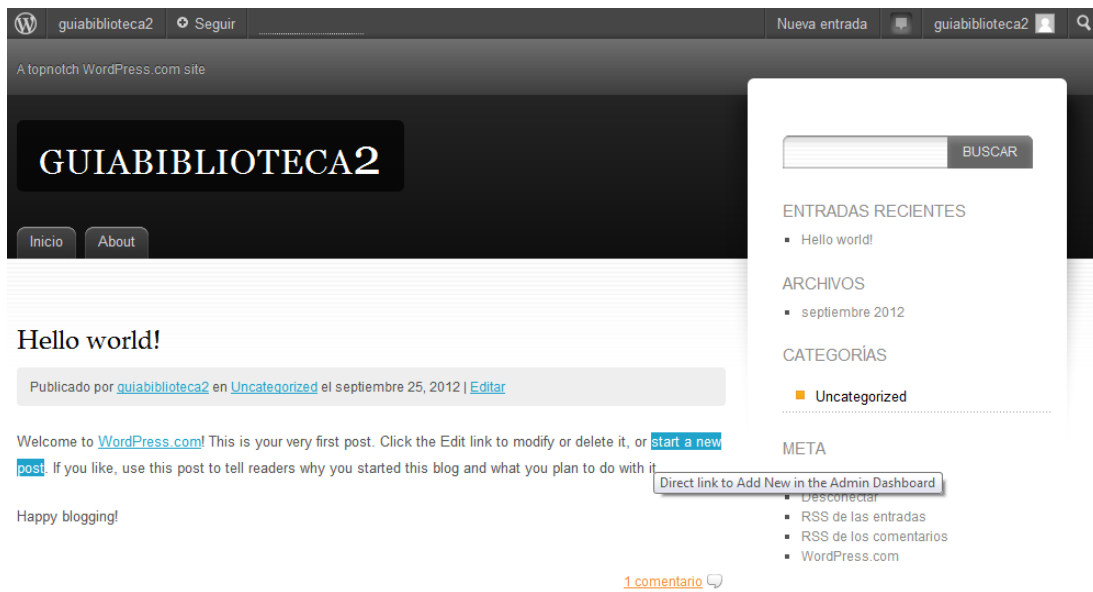 guiabiblioteca2 Seguir Nueva entrada guiabiblioteca2
A topnotch WordPress.com site
GUIABIBLIOTECA2
Inicio About
Hello world!
Publicado por guiabiblioteca2 en Uncategorized el septiembre 25, 2012 | Editar
Welcome to WordPress.com! This is your very first post. Click the Edit link to modify or delete it, or start a new
post. If you like, use this post to tell readers why you started this blog and what you plan to do with it
Happy blogging!
1 comentario
BUSCAR
ENTRADAS RECIENTES
Hello world!
ARCHIVOS
septiembre 2012
CATEGORÍAS
Uncategorized
META
Direct link to Add New in the Admin Dashboard
Desconectar
RSS de las entradas
RSS de los comentarios
WordPress.com